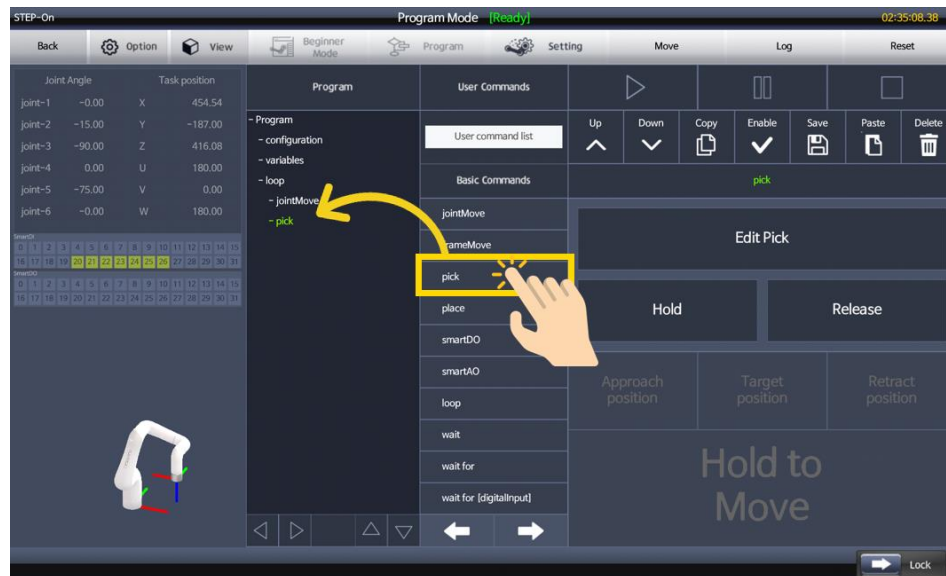 STEP-On
Program Mode [Ready]
02:35:08.38
Back
Option
View
Beginner
Mode
Program
Setting
Move
Log
Reset
Joint Angle Task position
joint-1 -0.00 X 454.54
joint-2 -15.00 Y -187.00
joint-3 -90.00 Z 416.08
joint-4 0.00 U 180.00
joint-5 -75.00 V 0.00
joint-6 -0.00 W 180.00
SmartDI
0 1 2 3 4 5 6 7 8 9 10 11 12 13 14 15
16 17 18 19 20 21 22 23 24 25 26 27 28 29 30 31
SmartDO
0 1 2 3 4 5 6 7 8 9 10 11 12 13 14 15
16 17 18 19 20 21 22 23 24 25 26 27 28 29 30 31
Program
- Program
- configuration
- variables
- loop
- jointMove
- pick
User Commands
User command list
Basic Commands
jointMove
frameMove
pick
place
smartDO
smartAO
loop
wait
wait for
wait for [digitalInput]
Up Down Copy Enable Save Paste Delete
pick
Edit Pick
Hold
Release
Approach
position
Target
position
Retract
position
Hold to
Move
Lock